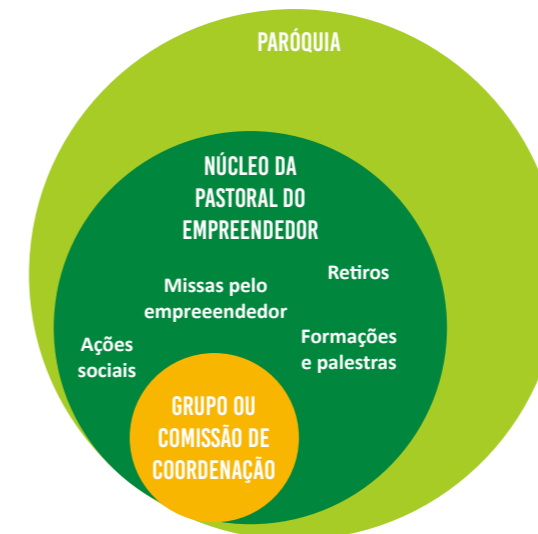 PARÓQUIA
NÚCLEO DA
PASTORAL DO
EMPREENDEDOR
Retiros
Missas pelo
empreeendedor
Formações
e palestras
Ações
sociais
GRUPO OU
COMISSÃO DE
COORDENAÇÃO